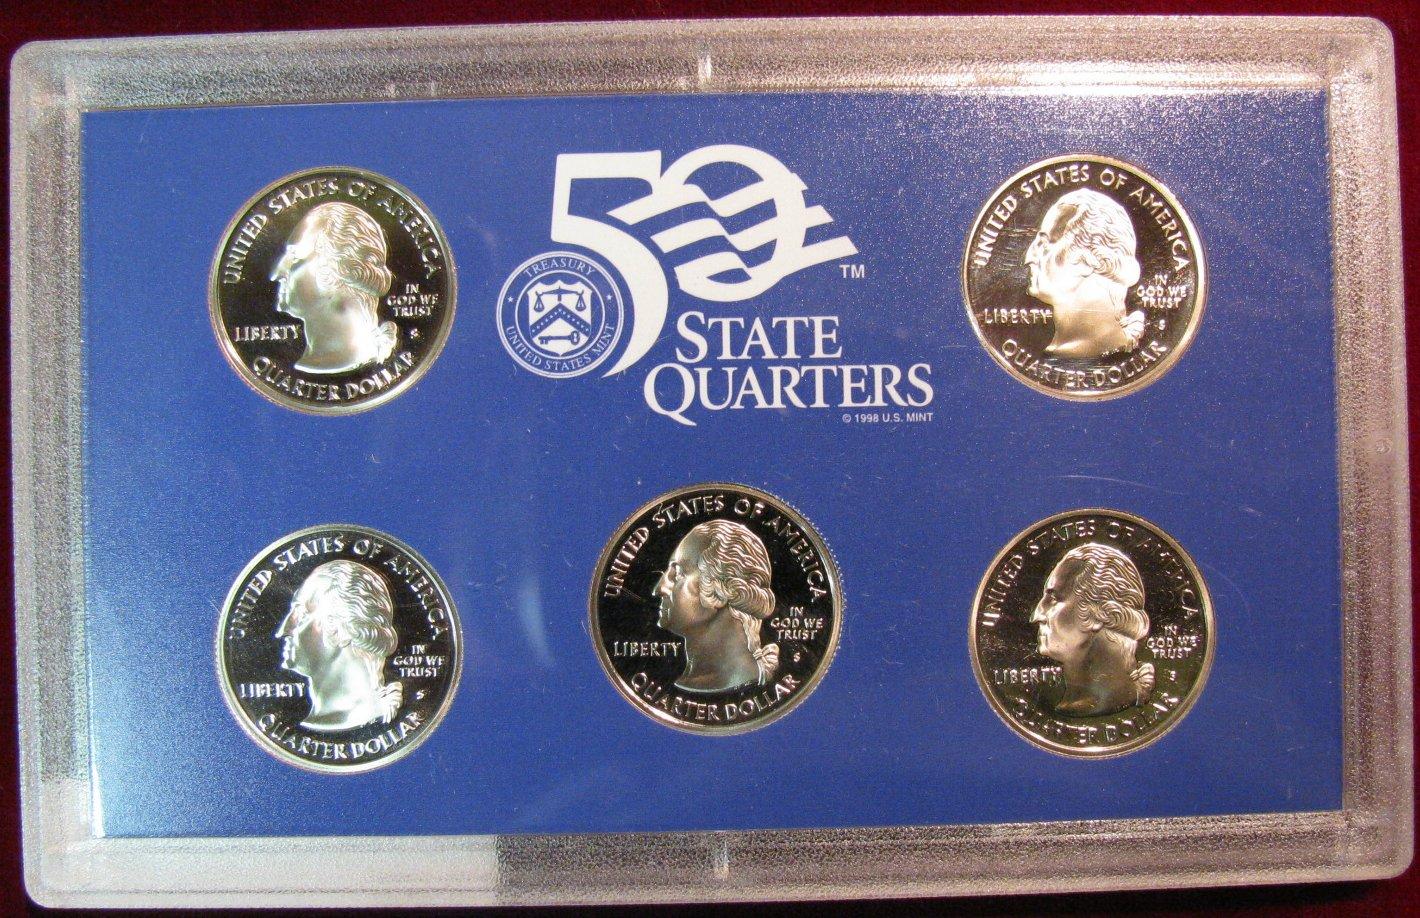 50
TM
STATE
QUARTERS
© 1998 U.S. MINT
TREASURY
UNITED STATES MINT
UNITED STATES OF AMERICA
IN
GOD WE
TRUST
LIBERTY
S
QUARTER DOLLAR
UNITED STATES OF AMERICA
IN
GOD WE
TRUST
LIBERTY
S
QUARTER DOLLAR
UNITED STATES OF AMERICA
IN
GOD WE
TRUST
LIBERTY
S
QUARTER DOLLAR
UNITED STATES OF AMERICA
IN
GOD WE
TRUST
LIBERTY
S
QUARTER DOLLAR
UNITED STATES OF AMERICA
IN
GOD WE
TRUST
LIBERTY
S
QUARTER DOLLAR